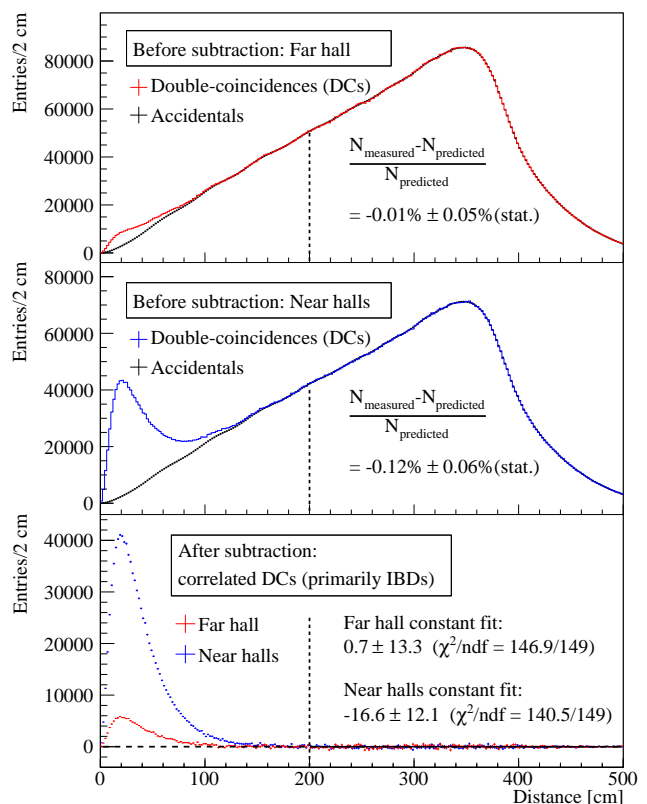 Entries/2 cm
80000
60000
40000
20000
0
Before subtraction: Far hall
Double-coincidences (DCs)
Accidentals
N_measured-N_predicted
N_predicted
= -0.01% ± 0.05%(stat.)
Entries/2 cm
80000
60000
40000
20000
0
Before subtraction: Near halls
Double-coincidences (DCs)
Accidentals
N_measured-N_predicted
N_predicted
= -0.12% ± 0.06%(stat.)
Entries/2 cm
40000
30000
20000
10000
0
After subtraction:
correlated DCs (primarily IBDs)
Far hall
Near halls
Far hall constant fit:
0.7 ± 13.3 (χ²/ndf = 146.9/149)
Near halls constant fit:
-16.6 ± 12.1 (χ²/ndf = 140.5/149)
0 100 200 300 400 500
Distance [cm]